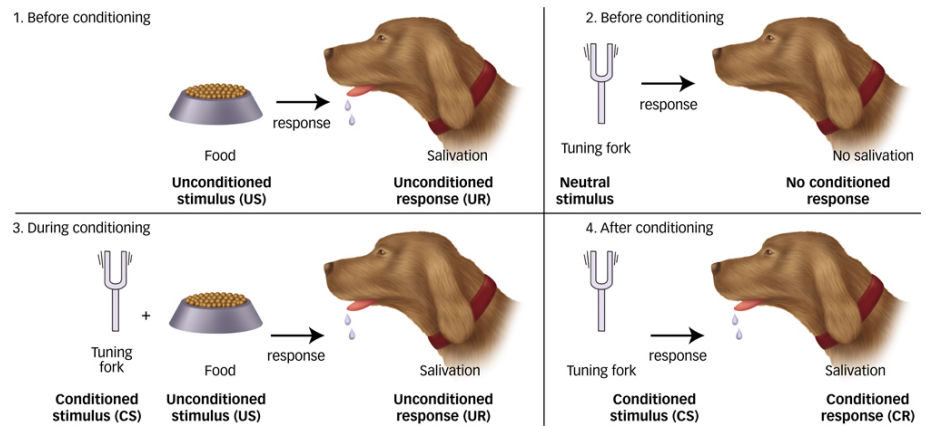 1. Before conditioning
response
Food
Salivation
Unconditioned
stimulus (US)
Unconditioned
response (UR)
2. Before conditioning
response
Tuning fork
No salivation
Neutral
stimulus
No conditioned
response
3. During conditioning
+
response
Tuning
fork
Food
Salivation
Conditioned
stimulus (CS)
Unconditioned
stimulus (US)
Unconditioned
response (UR)
4. After conditioning
response
Tuning fork
Salivation
Conditioned
stimulus (CS)
Conditioned
response (CR)